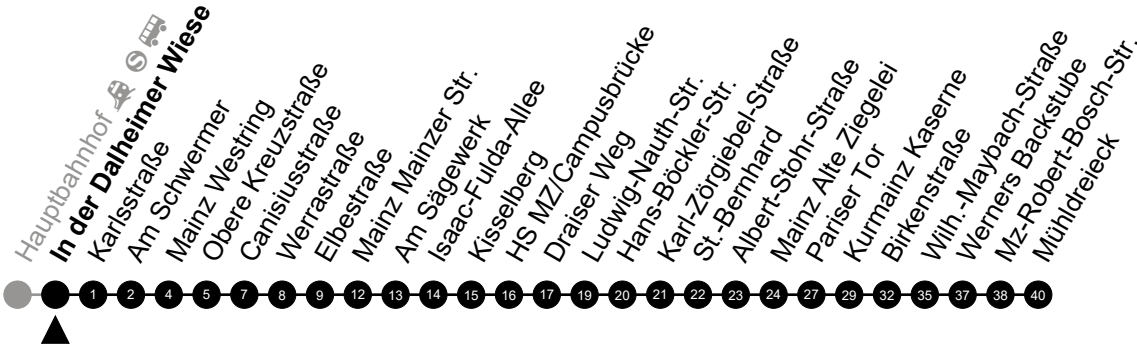 Hauptbahnhof S
In der Dalheimer Wiese
Karlsstraße
Am Schwermer
Mainz Westring
Obere Kreuzstraße
Canisiusstraße
Werrastraße
Elbestraße
Mainz Mainzer Str.
Am Sägewerk
Isaac-Fulda-Allee
Kisselberg
HS MZ/Campusbrücke
Draiser Weg
Ludwig-Nauth-Str.
Hans-Böckler-Str.
Karl-Zörgiebel-Straße
St.-Bernhard
Albert-Stohr-Straße
Mainz Alte Ziegelei
Pariser Tor
Kurmainz Kaserne
Birkenstraße
Wilh.-Maybach-Straße
Werners Backstube
Mz-Robert-Bosch-Str.
Mühldreieck
1 2 4 5 7 8 9 12 13 14 15 16 17 19 20 21 22 23 24 27 29 32 35 37 38 40